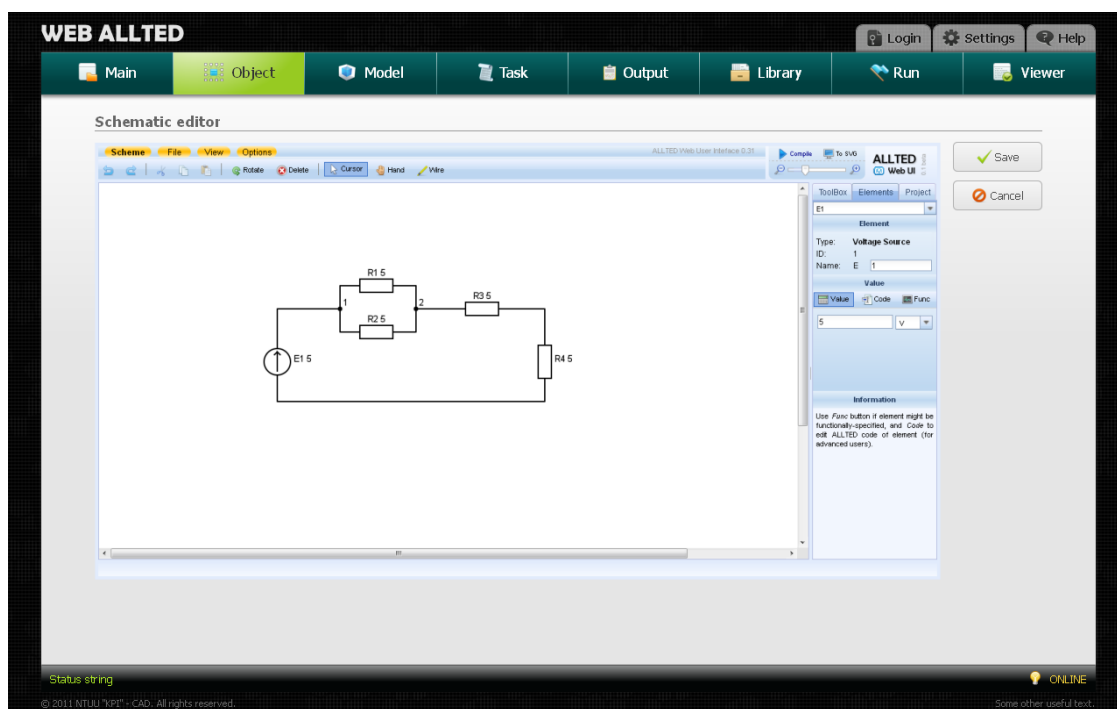 WEB ALLTED
Login Settings Help
Main Object Model Task Output Library Run Viewer
Schematic editor
Scheme File View Options
ALLTED Web User Interface 0.31
Compile To SVG
Rotate Delete Cursor Hand Wire
ALLTED
Web UI
Save
Cancel
ToolBox Elements Project
E1
Element
Type: Voltage Source
ID: 1
Name: E 1
Value
Value Code Func
5 V
Information
Use Func button if element might be
functionally-specified, and Code to
edit ALLTED code of element (for
advanced users).
R1 5
1 2
R2 5
R3 5
E1 5
R4 5
Status string
ONLINE
© 2011 NTUU "KPI" - CAD. All rights reserved.
Some other useful text.